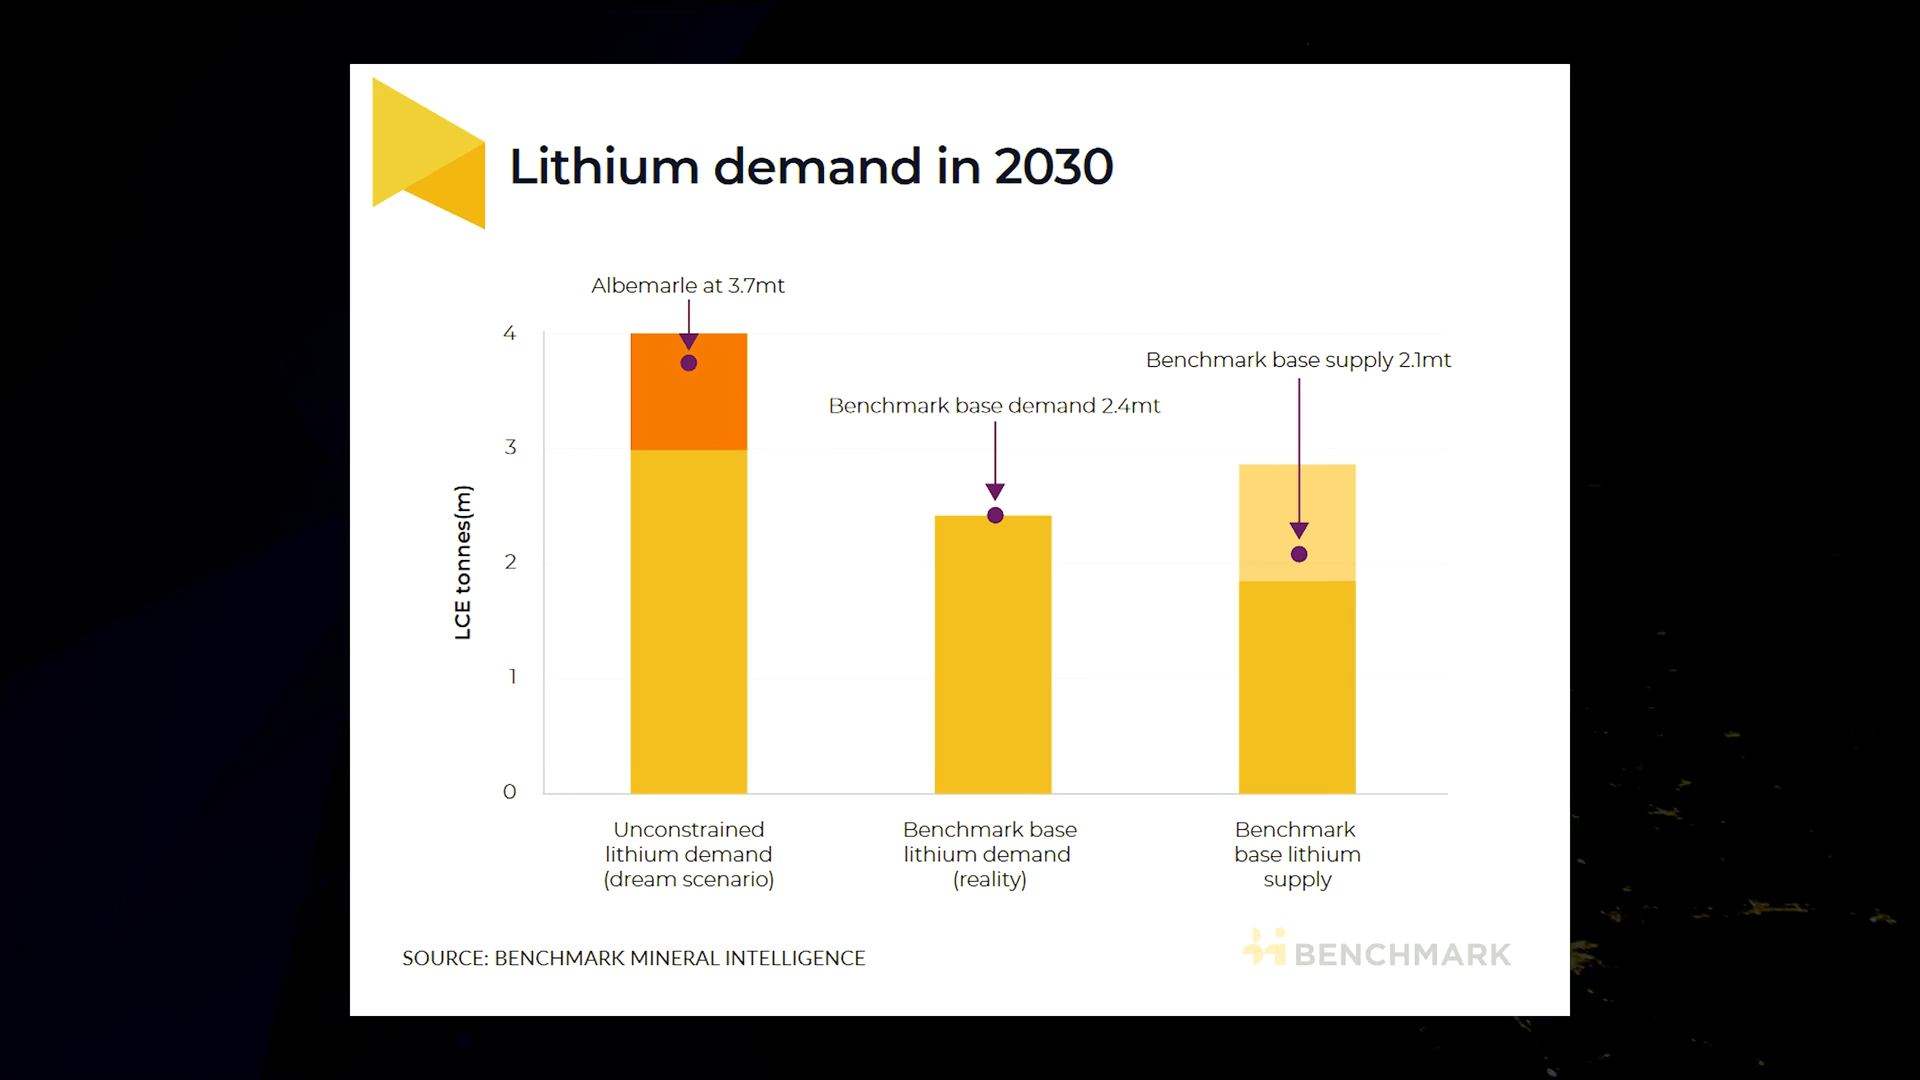 Lithium demand in 2030
Albemarle at 3.7mt
Benchmark base supply 2.1mt
Benchmark base demand 2.4mt
4
3
2
1
0
LCE tonnes(m)
Unconstrained
lithium demand
(dream scenario)
Benchmark base
lithium demand
(reality)
Benchmark
base lithium
supply
SOURCE: BENCHMARK MINERAL INTELLIGENCE
BENCHMARK